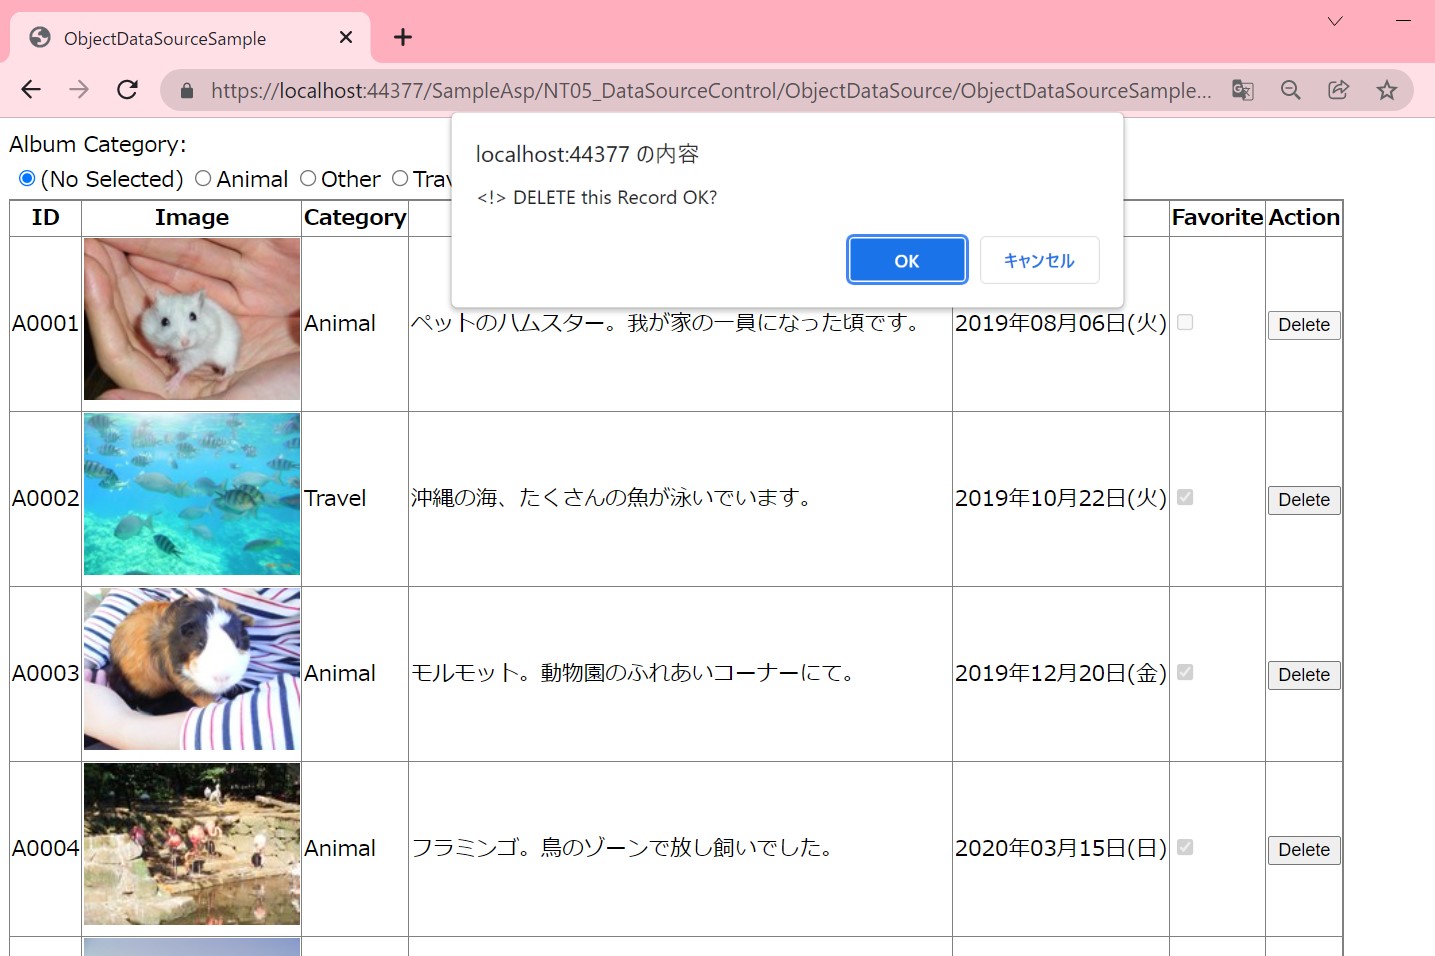 ObjectDataSourceSample
https://localhost:44377/SampleAsp/NT05_DataSourceControl/ObjectDataSource/ObjectDataSourceSample...
localhost:44377 の内容
<!> DELETE this Record OK?
OK
キャンセル
Album Category:
(No Selected) Animal Other
ID Image Category Favorite Action
A0001 Animal ペットのハムスター。我が家の一員になった頃です。 2019年08月06日(火) Delete
A0002 Travel 沖縄の海、たくさんの魚が泳いでいます。 2019年10月22日(火) Delete
A0003 Animal モルモット。動物園のふれあいコーナーにて。 2019年12月20日(金) Delete
A0004 Animal フラミンゴ。鳥のゾーンで放し飼いでした。 2020年03月15日(日) Delete